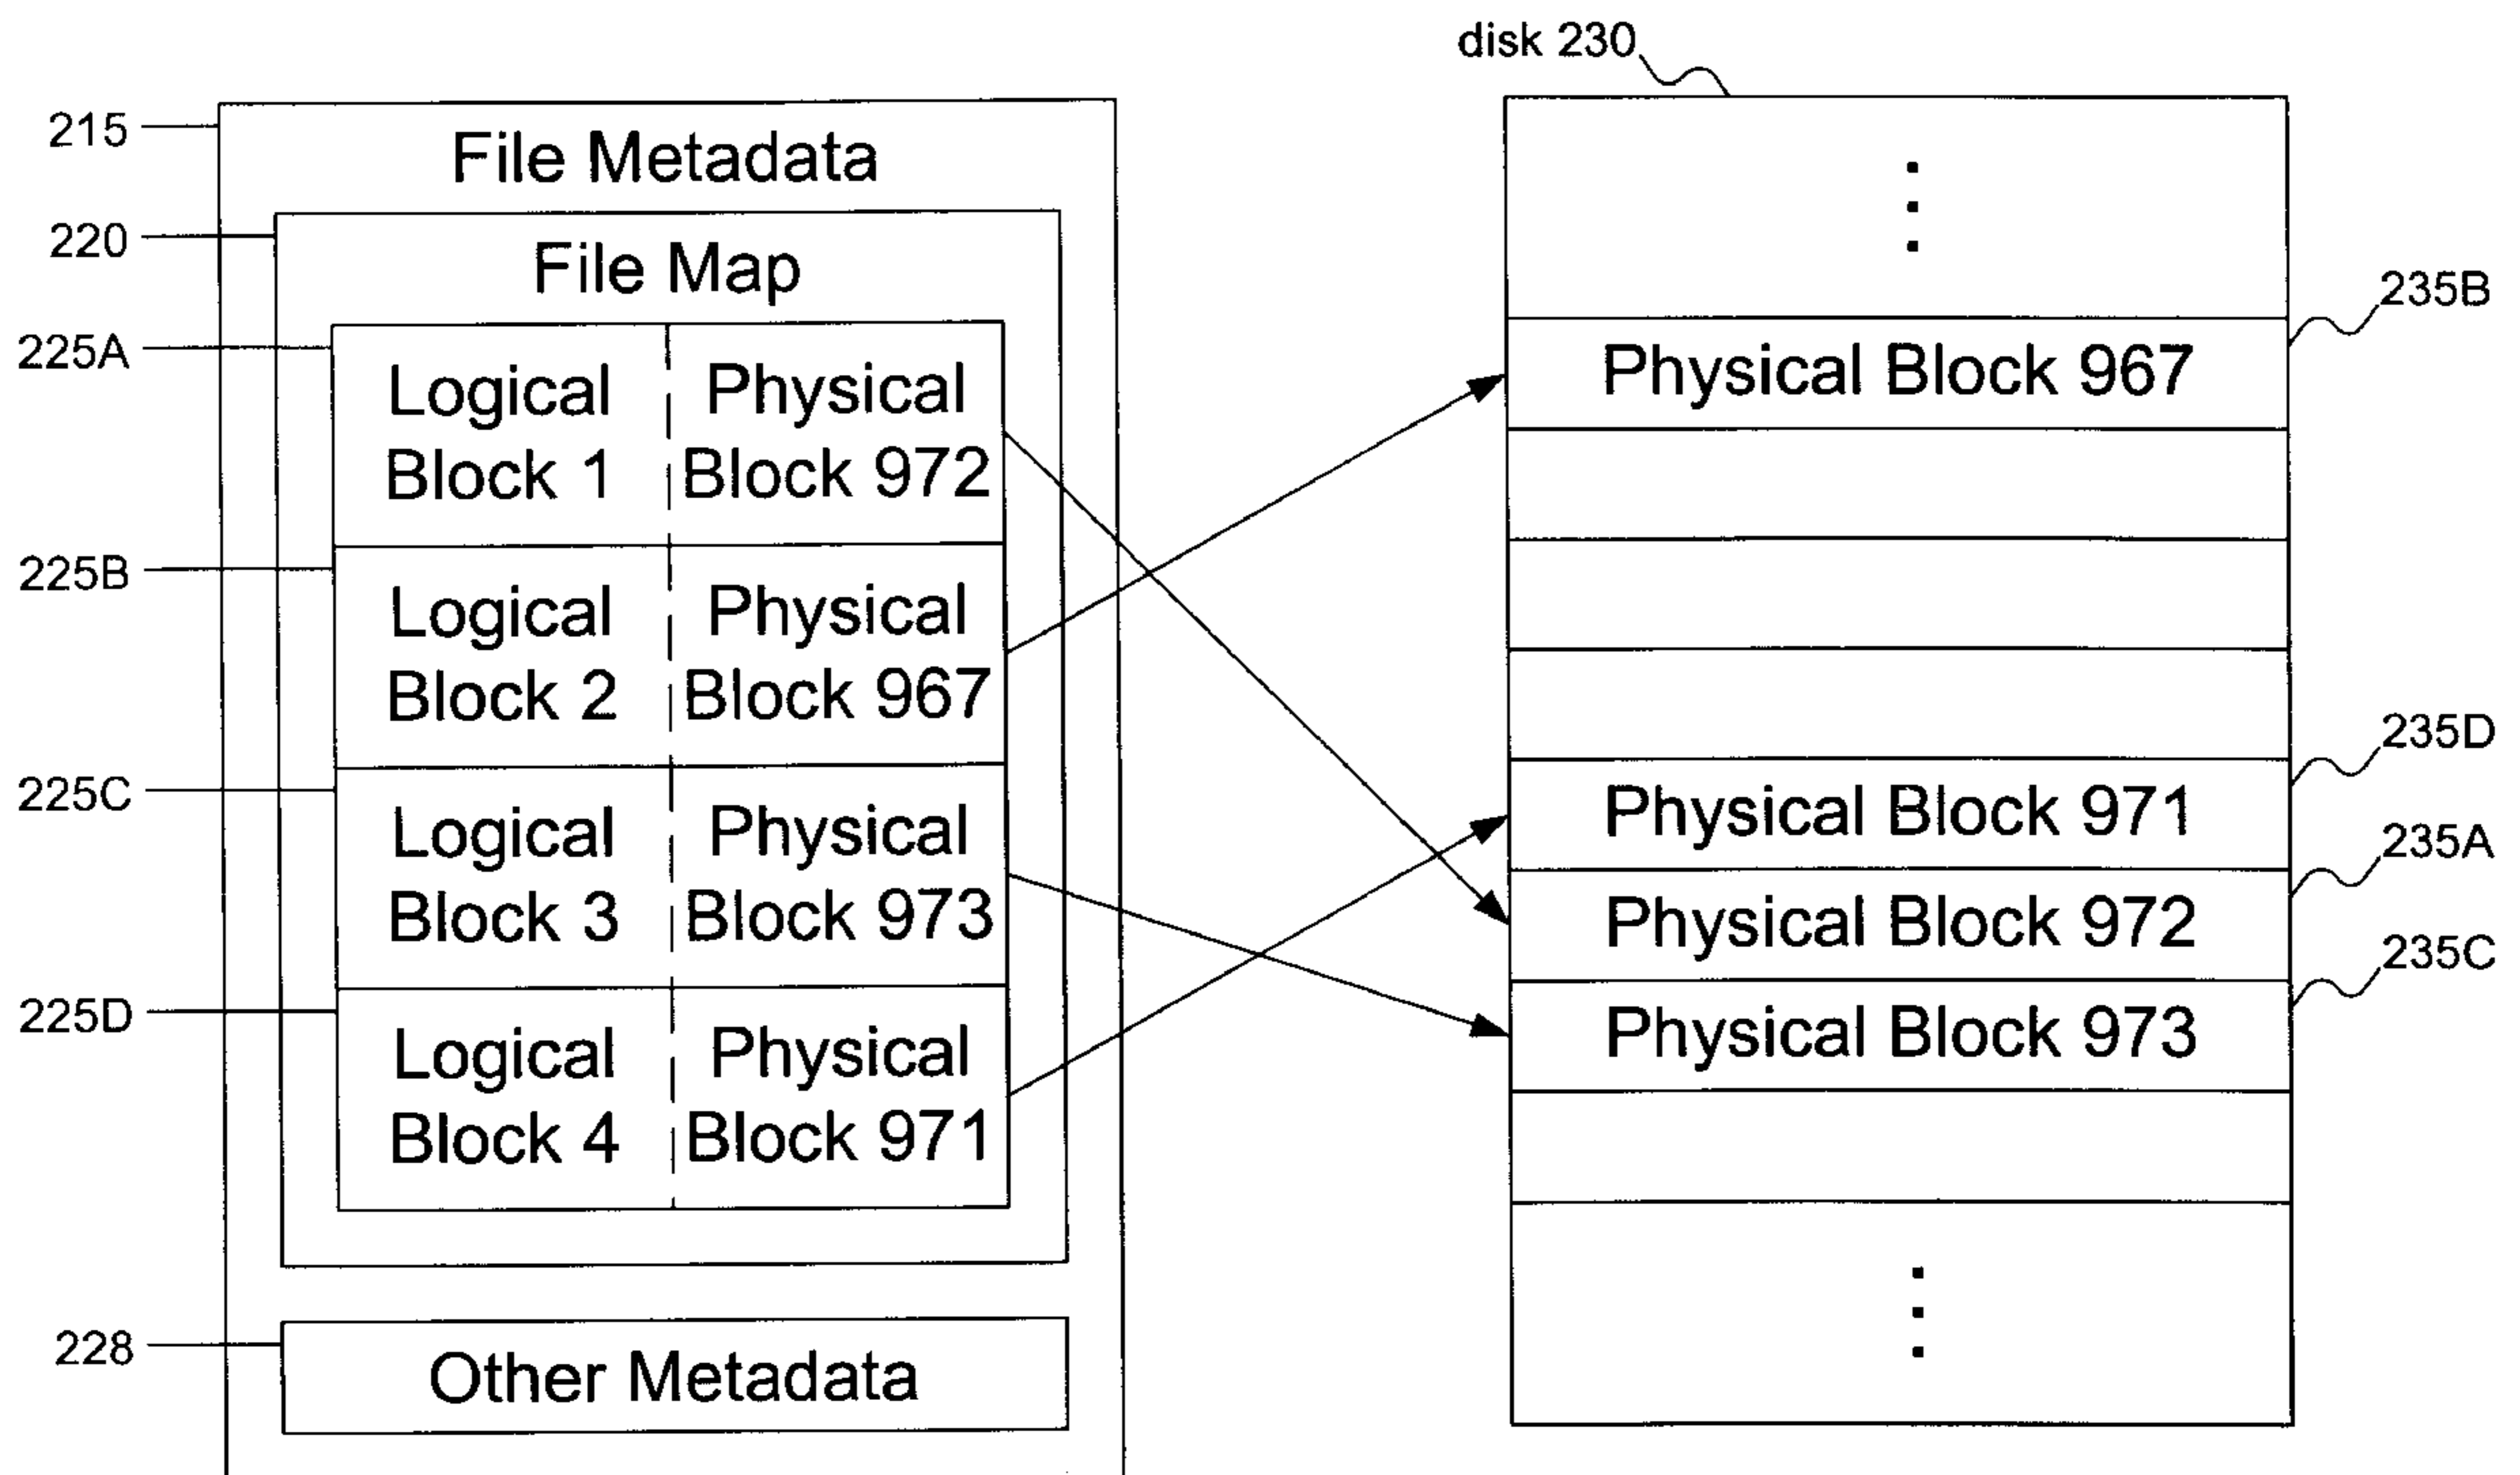 disk 230
215
File Metadata
220
File Map
225A
Logical
Block 1
Physical
Block 972
225B
Logical
Block 2
Physical
Block 967
225C
Logical
Block 3
Physical
Block 973
225D
Logical
Block 4
Physical
Block 971
228
Other Metadata
235B
Physical Block 967
235D
Physical Block 971
235A
Physical Block 972
235C
Physical Block 973